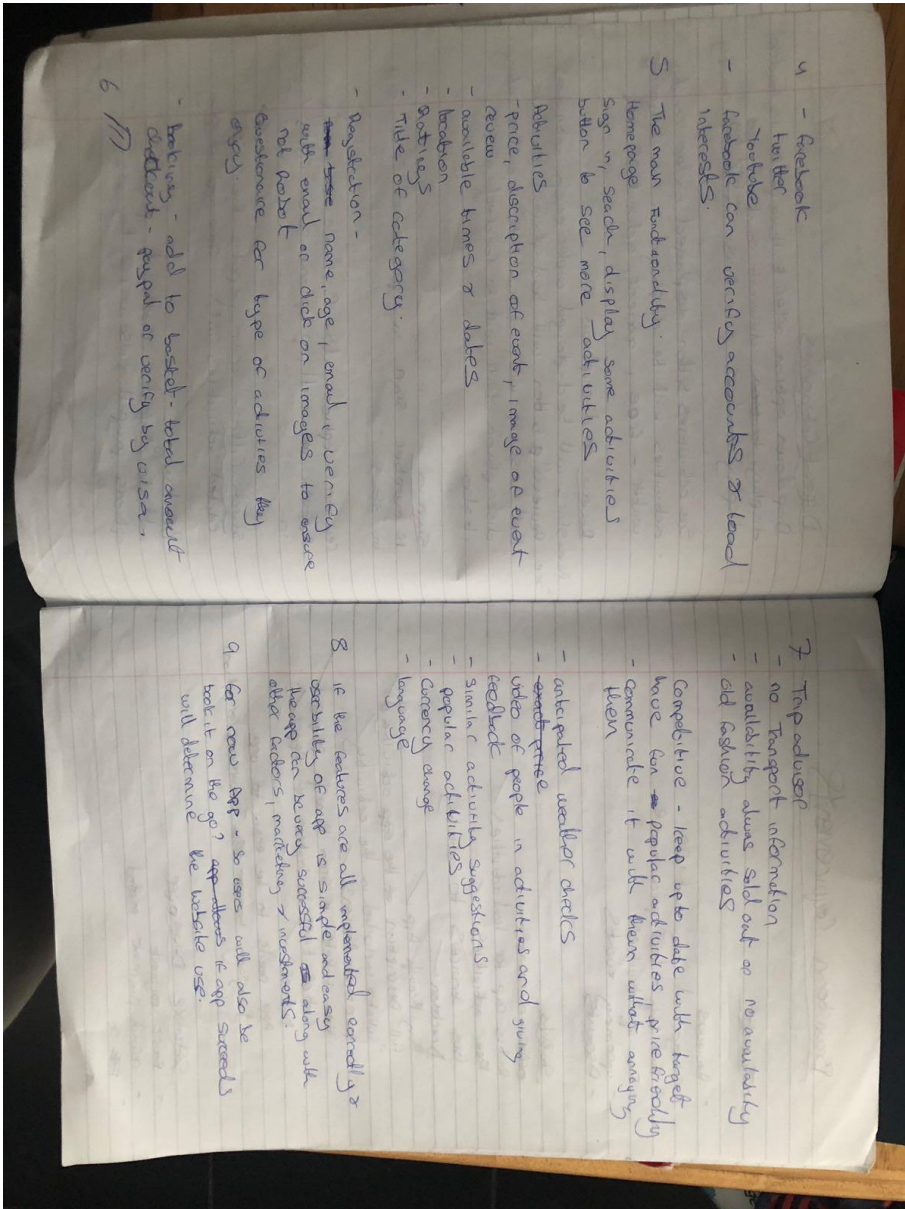 4 - facebook
twitter
Youtube
- facebook can verify accounts & load
interests.
5 The main functionality.
Homepage
Sign in, seach, display some activities
button to see more activities
Activities
- price, discription of event, image of event
review
- available times & dates
- location
- Ratings
- Title of category.
- Registration -
name, age, email, verify
with email or click on images to ensure
not Robot
Questionaire for type of activities they
enjoy.
- Booking - add to basket - total amount
checkout - paypal or verify by visa.
6
7 Trip advisor
- no Transport information
- availability always sold out or no availability
- old fashion activities
Competitive - keep up to date with target
have fun popular activities, price friendly
- communicate it with them without annoying
them
- anticipated weather checks
- exact price
video of people in activities and giving
feedback
- similar activity suggestions
- popular activities
- currency change
- language
8 if the features are all implemented correctly &
usability of app is simple and easy
the app can be very successful along with
other factors, marketing & investments.
9. for now App - so users will also be
book it on the go? if app succeeds
will determine the website use.